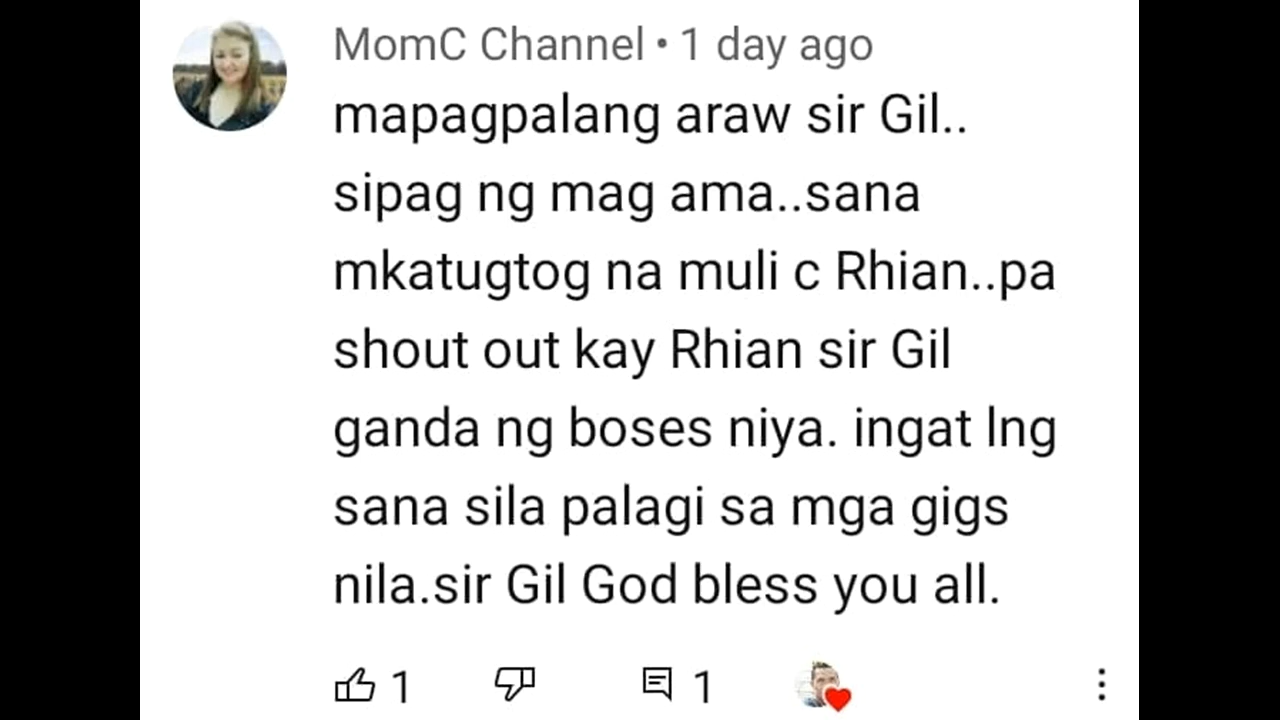 MomC Channel • 1 day ago
mapagpalang araw sir Gil..
sipag ng mag ama..sana
mkatugtog na muli c Rhian..pa
shout out kay Rhian sir Gil
ganda ng boses niya. ingat lng
sana sila palagi sa mga gigs
nila.sir Gil God bless you all.
1 1